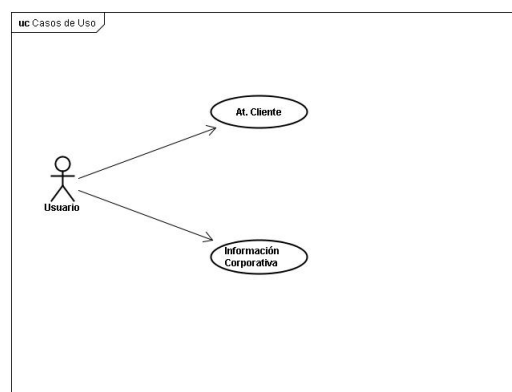 uc Casos de Uso
At. Cliente
Usuario
Información
Corporativa